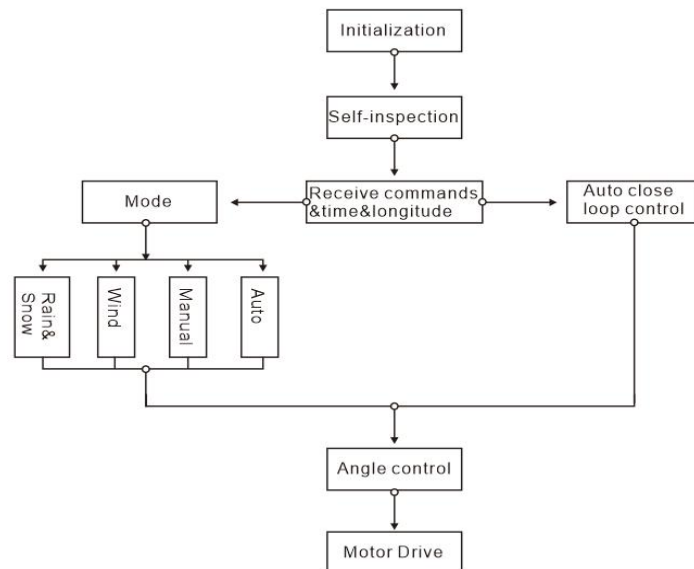 Initialization
Self-inspection
Mode
Receive commands
&time&longitude
Auto close
loop control
Rain&
Snow
Wind
Manual
Auto
Angle control
Motor Drive